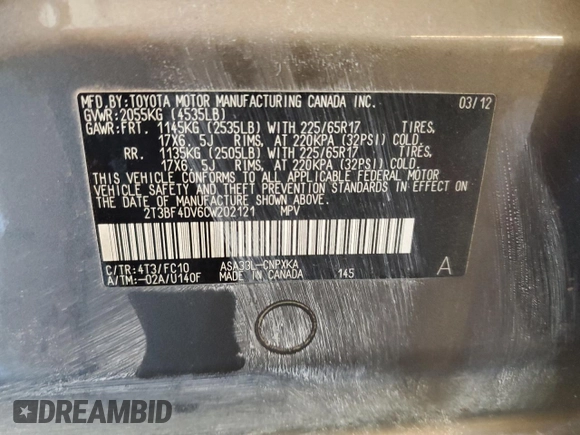 MFD.BY:TOYOTA MOTOR MANUFACTURING CANADA INC. 03/12
GVWR:2055KG (4535LB)
GAWR:FRT. 1145KG (2535LB) WITH 225/65R17 TIRES,
17X6. 5J RIMS, AT 220KPA (32PSI) COLD.
RR. 1135KG (2505LB) WITH 225/65R17 TIRES,
17X6. 5J RIMS, AT 220KPA (32PSI) COLD.
THIS VEHICLE CONFORMS TO ALL APPLICABLE FEDERAL MOTOR
VEHICLE SAFETY AND THEFT PREVENTION STANDARDS IN EFFECT ON
THE DATE OF MANUFACTURE SHOWN ABOVE.
2T3BF4DV6CW202121 MPV
C/TR:4T3/FC10 ASA33L-CNPXKA
A/TM:-02A/U140F MADE IN CANADA 145 A
DREAMBID